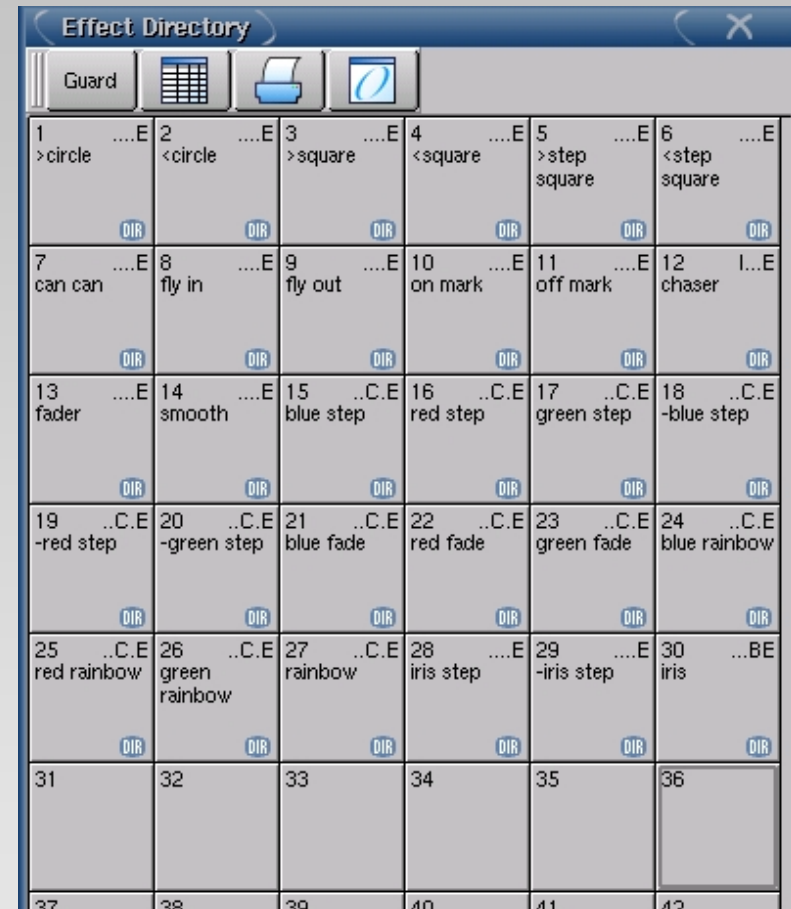 Effect Directory
Guard
1 ....E 2 ....E 3 ....E 4 ....E 5 ....E 6 ....E
>circle <circle >square <square >step <step
square square
DIR DIR DIR DIR DIR DIR
7 ....E 8 ....E 9 ....E 10 ....E 11 ....E 12 I...E
can can fly in fly out on mark off mark chaser
DIR DIR DIR DIR DIR DIR
13 ....E 14 ....E 15 ..C.E 16 ..C.E 17 ..C.E 18 ..C.E
fader smooth blue step red step green step -blue step
DIR DIR DIR DIR DIR DIR
19 ..C.E 20 ..C.E 21 ..C.E 22 ..C.E 23 ..C.E 24 ..C.E
-red step -green step blue fade red fade green fade blue rainbow
DIR DIR DIR DIR DIR DIR
25 ..C.E 26 ..C.E 27 ..C.E 28 ....E 29 ....E 30 ...BE
red rainbow green rainbow iris step -iris step iris
rainbow
DIR DIR DIR DIR DIR DIR
31 32 33 34 35 36
37 38 39 40 41 42